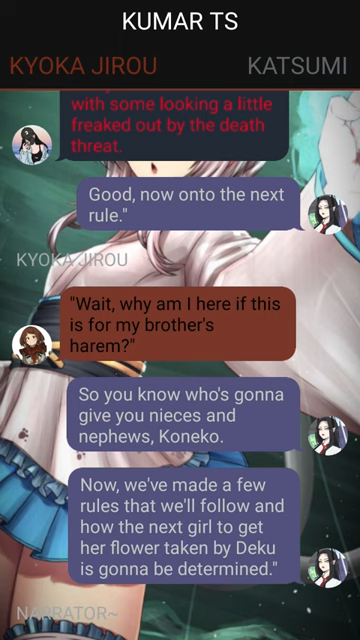 KUMAR TS
KYOKA JIROU
KATSUMI
with some looking a little
freaked out by the death
threat.
Good, now onto the next
rule."
KYOKA JIROU
"Wait, why am I here if this
is for my brother's
harem?"
So you know who's gonna
give you nieces and
nephews, Koneko.
Now, we've made a few
rules that we'll follow and
how the next girl to get
her flower taken by Deku
is gonna be determined."
NARRATOR~